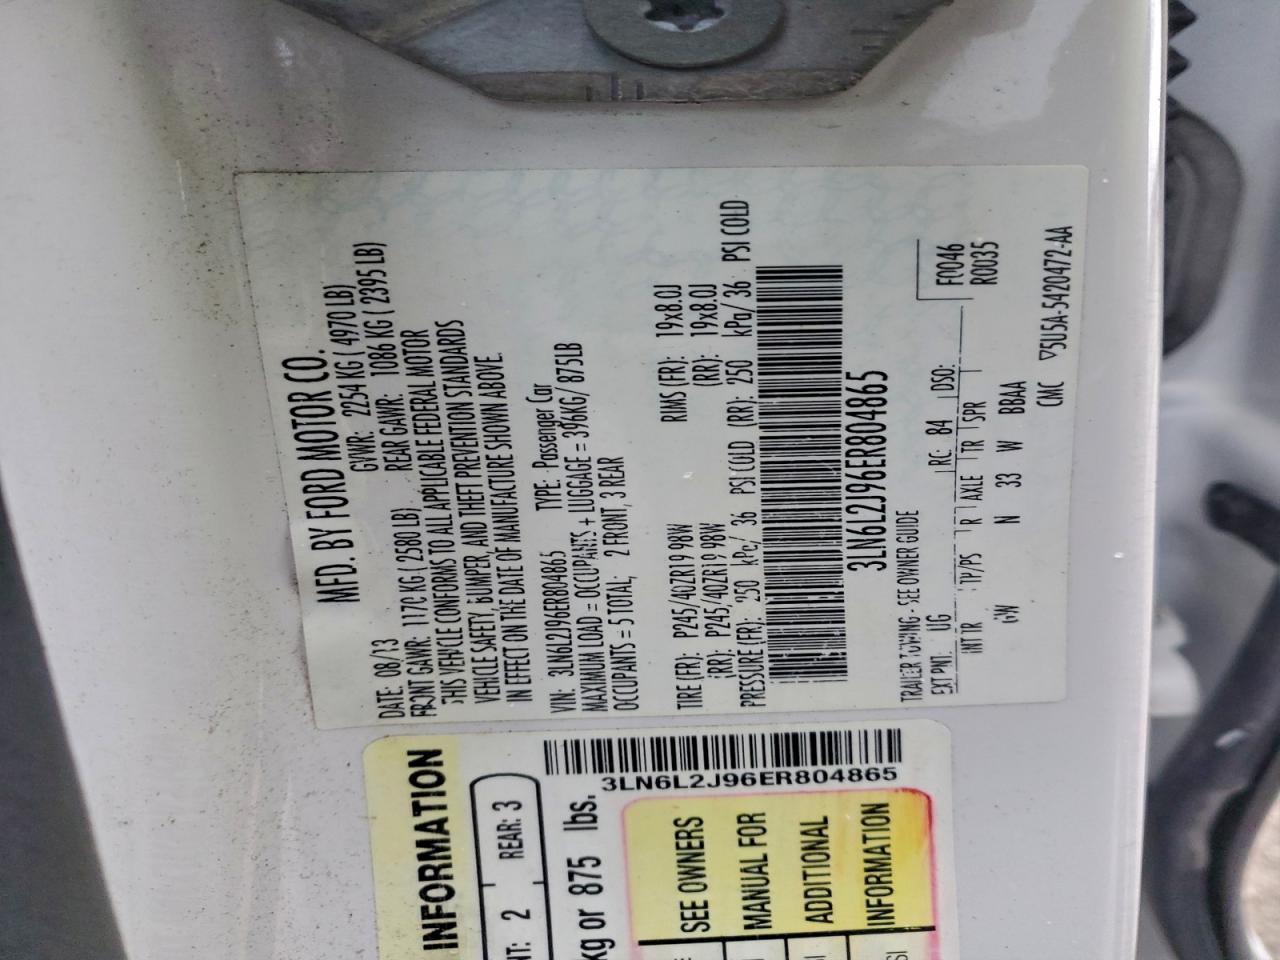 MFD. BY FORD MOTOR CO.
DATE: 08/13 GVWR: 2254 KG ( 4970 LB)
FRONT GAWR: 1170 KG ( 2580 LB) REAR GAWR: 1086 KG ( 2395 LB)
THIS VEHICLE CONFORMS TO ALL APPLICABLE FEDERAL MOTOR
VEHICLE SAFETY, BUMPER, AND THEFT PREVENTION STANDARDS
IN EFFECT ON THE DATE OF MANUFACTURE SHOWN ABOVE.
VIN: 3LN6L2J96ER804865 TYPE: Passenger Car
MAXIMUM LOAD = OCCUPANTS + LUGGAGE = 396KG/ 875LB
OCCUPANTS = 5 TOTAL; 2 FRONT, 3 REAR
TIRE (FR): P245/40ZR19 98W RIMS (FR): 19x8.0J
(RR): P245/40ZR19 98W (RR): 19x8.0J
PRESSURE (FR): 250 kPa/ 36 PSI COLD (RR): 250 kPa/ 36 PSI COLD
3LN6L2J96ER804865
TRAILER TOWING - SEE OWNER GUIDE
EXT PNT: UG RC: 84 DSO: F0046
R0035
INT TR TP/PS R AXLE TR SPR
N 33 W BBAA
CMC 5U5A-5420472-AA
INFORMATION
2 REAR: 3
kg or 875 lbs.
3LN6L2J96ER804865
SEE OWNERS
MANUAL FOR
ADDITIONAL
INFORMATION